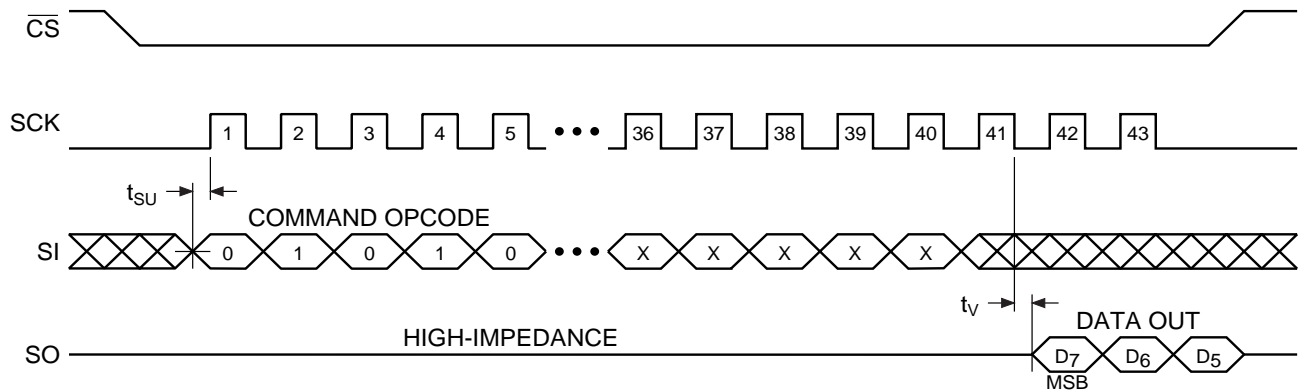 C̅S̅
SCK 1 2 3 4 5 ••• 36 37 38 39 40 41 42 43
tSU
COMMAND OPCODE
SI 0 1 0 1 0 ••• X X X X X
tV
HIGH-IMPEDANCE DATA OUT
SO D7 D6 D5
MSB